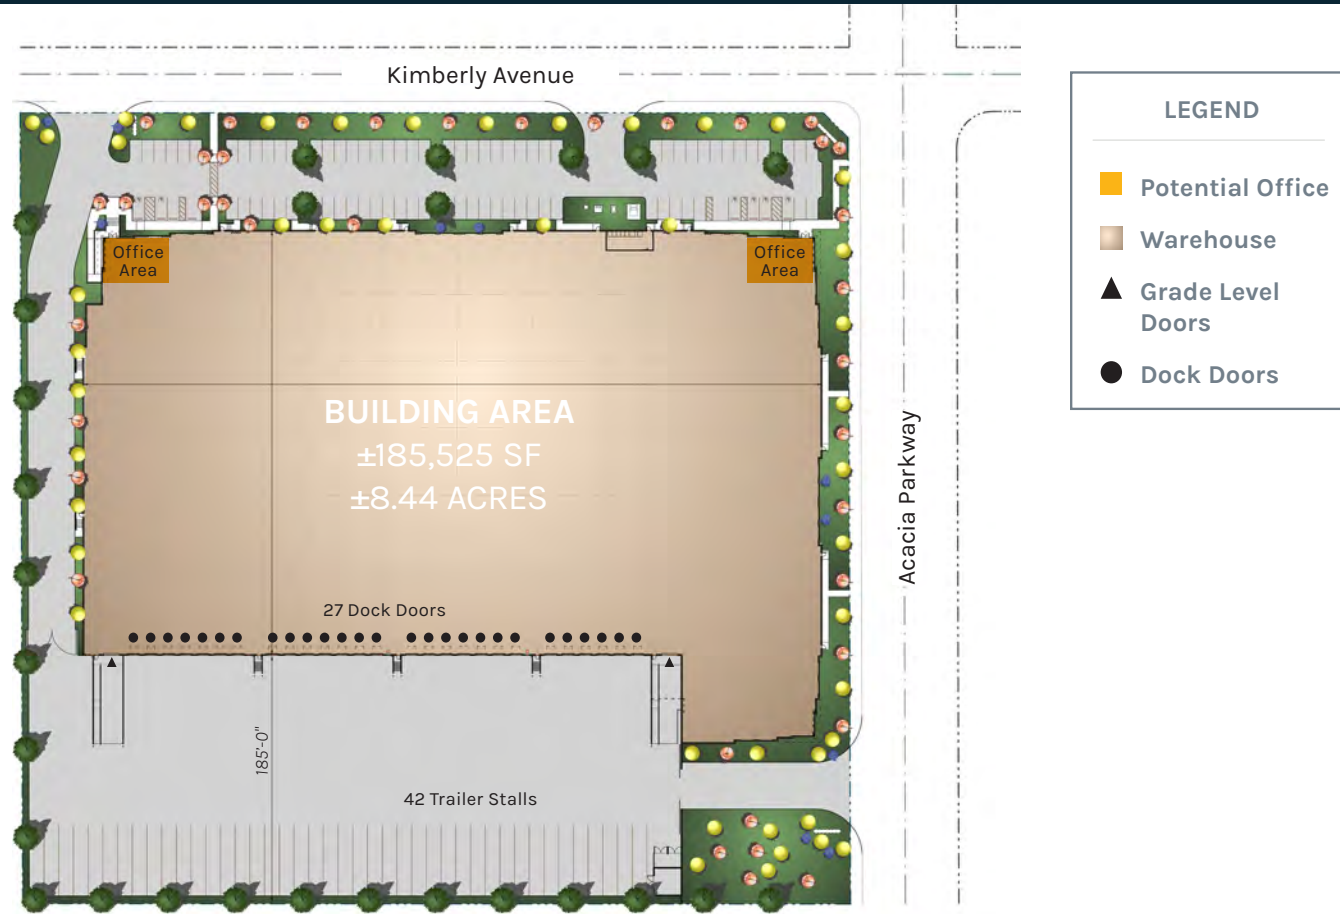 Kimberly Avenue
LEGEND
Potential Office
Warehouse
Grade Level
Doors
Dock Doors
Office
Area
Office
Area
BUILDING AREA
±185,525 SF
±8.44 ACRES
Acacia Parkway
27 Dock Doors
185'-0"
42 Trailer Stalls